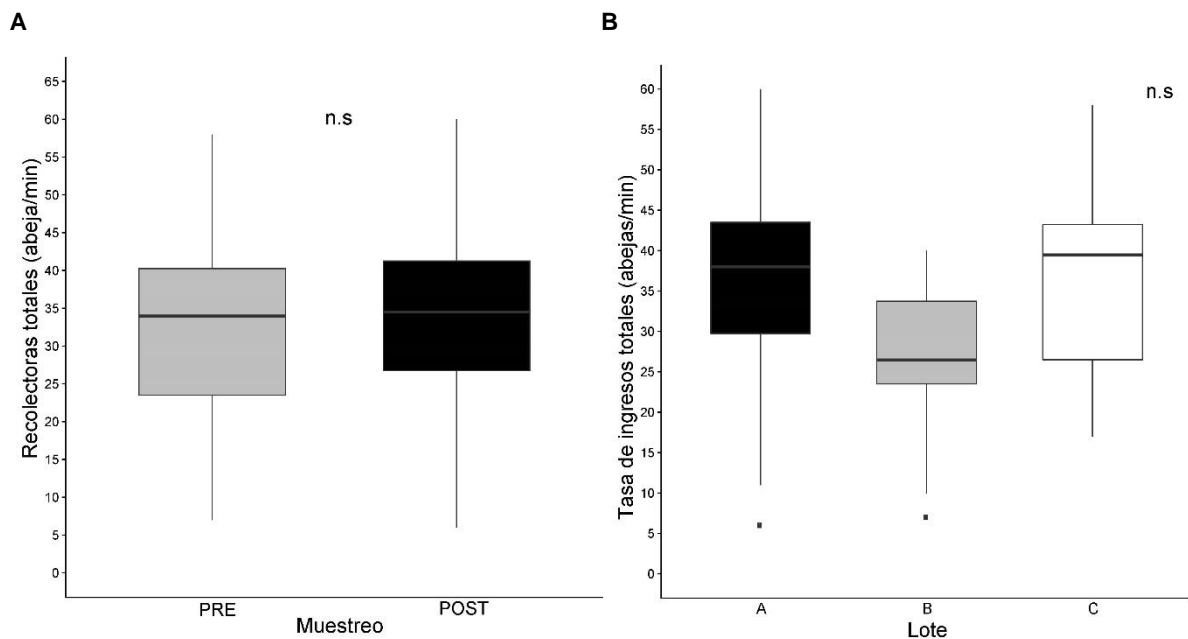 A
Recolectoras totales (abeja/min)
65
60
55
50
45
40
35
30
25
20
15
10
5
0
n.s
PRE
POST
Muestreo
B
Tasa de ingresos totales (abejas/min)
60
55
50
45
40
35
30
25
20
15
10
5
0
n.s
A
B
C
Lote